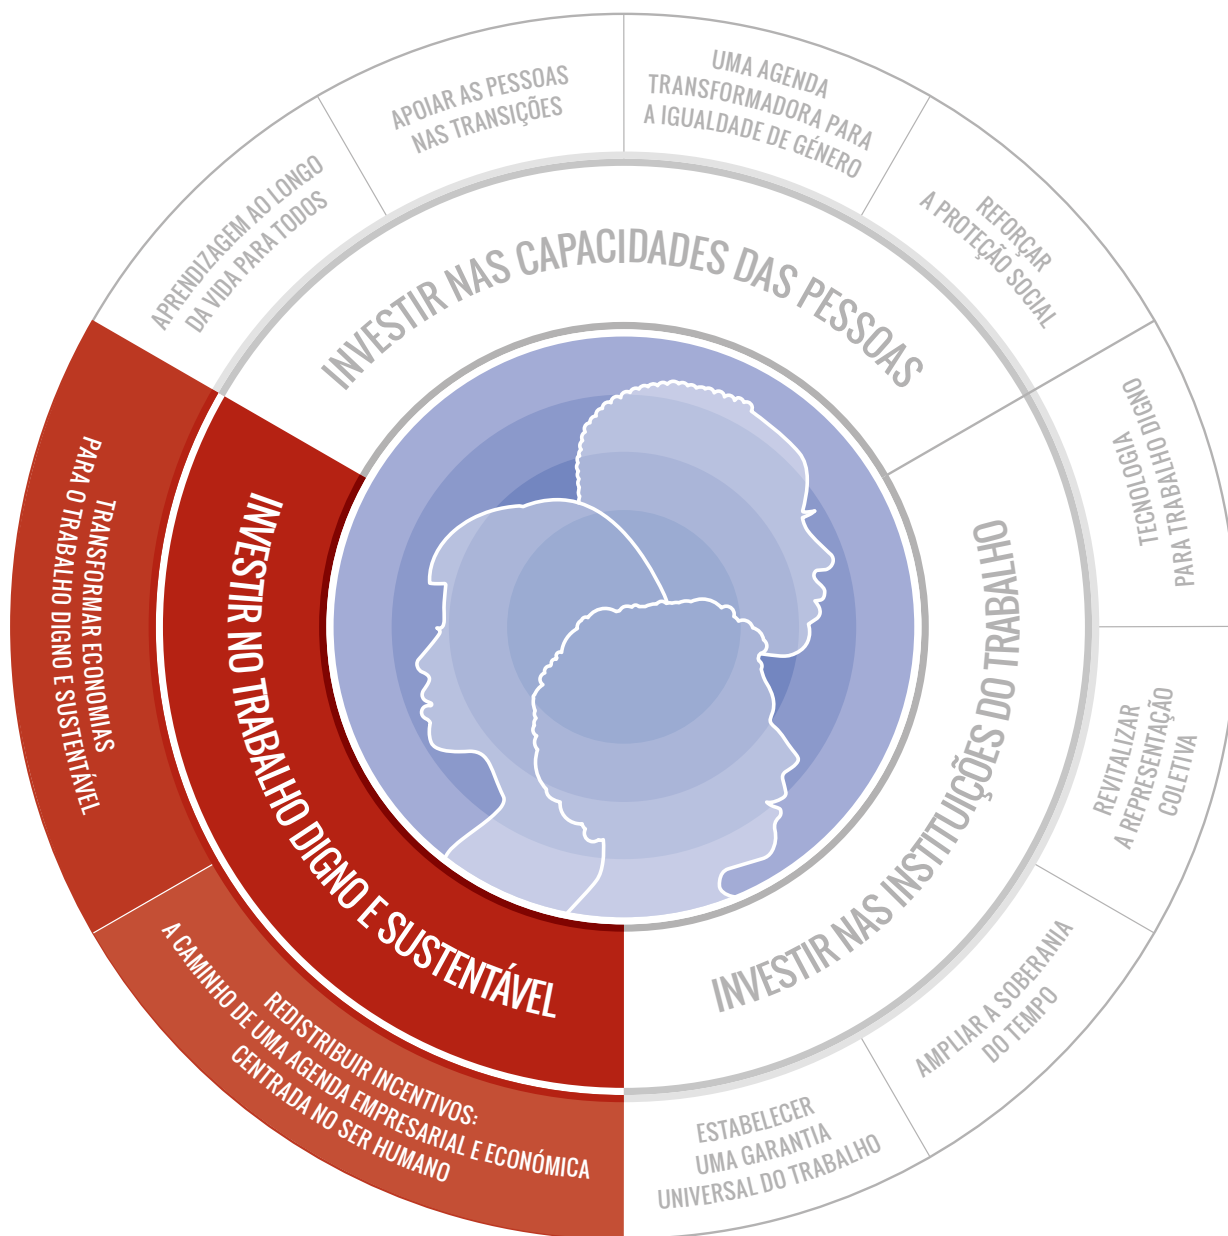 INVESTIR NAS CAPACIDADES DAS PESSOAS
APRENDIZAGEM AO LONGO
DA VIDA PARA TODOS
APOIAR AS PESSOAS
NAS TRANSIÇÕES
UMA AGENDA
TRANSFORMADORA PARA
A IGUALDADE DE GÉNERO
REFORÇAR
A PROTEÇÃO SOCIAL
INVESTIR NAS INSTITUIÇÕES DO TRABALHO
TECNOLOGIA
PARA TRABALHO DIGNO
REVITALIZAR
A REPRESENTAÇÃO
COLETIVA
AMPLIAR A SOBERANIA
DO TEMPO
ESTABELECER
UMA GARANTIA
UNIVERSAL DO TRABALHO
INVESTIR NO TRABALHO DIGNO E SUSTENTÁVEL
TRANSFORMAR ECONOMIAS
PARA O TRABALHO DIGNO E SUSTENTÁVEL
REDISTRIBUIR INCENTIVOS:
A CAMINHO DE UMA AGENDA EMPRESARIAL E ECONÓMICA
CENTRADA NO SER HUMANO